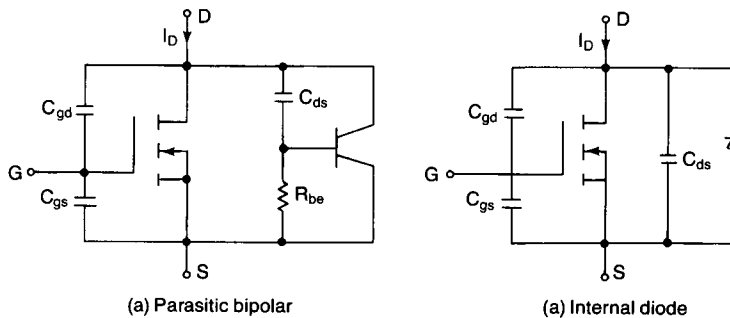 D
I_D
C_gd
G
C_gs
C_ds
R_be
S
(a) Parasitic bipolar
D
I_D
C_gd
G
C_gs
C_ds
S
(a) Internal diode